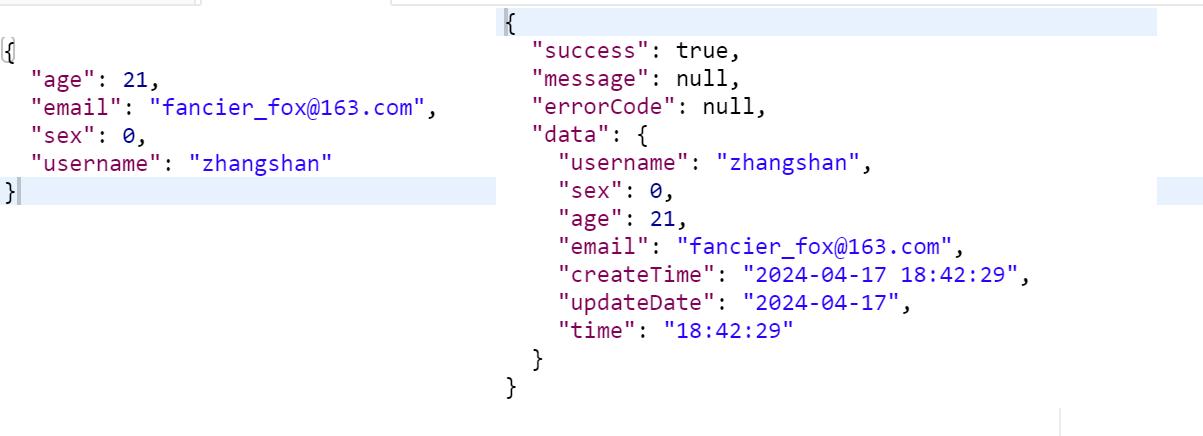 {
  "age": 21,
  "email": "fancier_fox@163.com",
  "sex": 0,
  "username": "zhangshan"
}
{
  "success": true,
  "message": null,
  "errorCode": null,
  "data": {
    "username": "zhangshan",
    "sex": 0,
    "age": 21,
    "email": "fancier_fox@163.com",
    "createTime": "2024-04-17 18:42:29",
    "updateDate": "2024-04-17",
    "time": "18:42:29"
  }
}